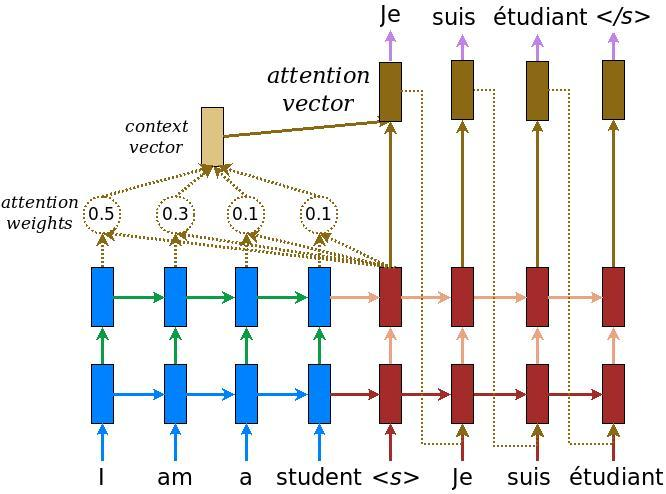 Je suis étudiant </s>
attention
vector
context
vector
attention
weights
0.5 0.3 0.1 0.1
I am a student <s> Je suis étudiant